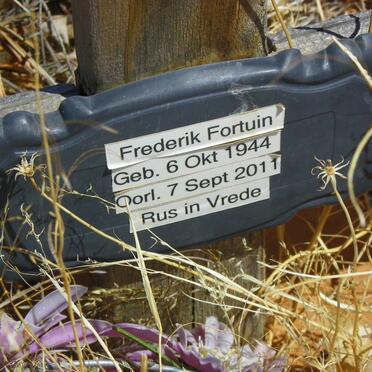 Frederik Fortuin
Geb. 6 Okt 1944
Oorl. 7 Sept 2011
Rus in Vrede